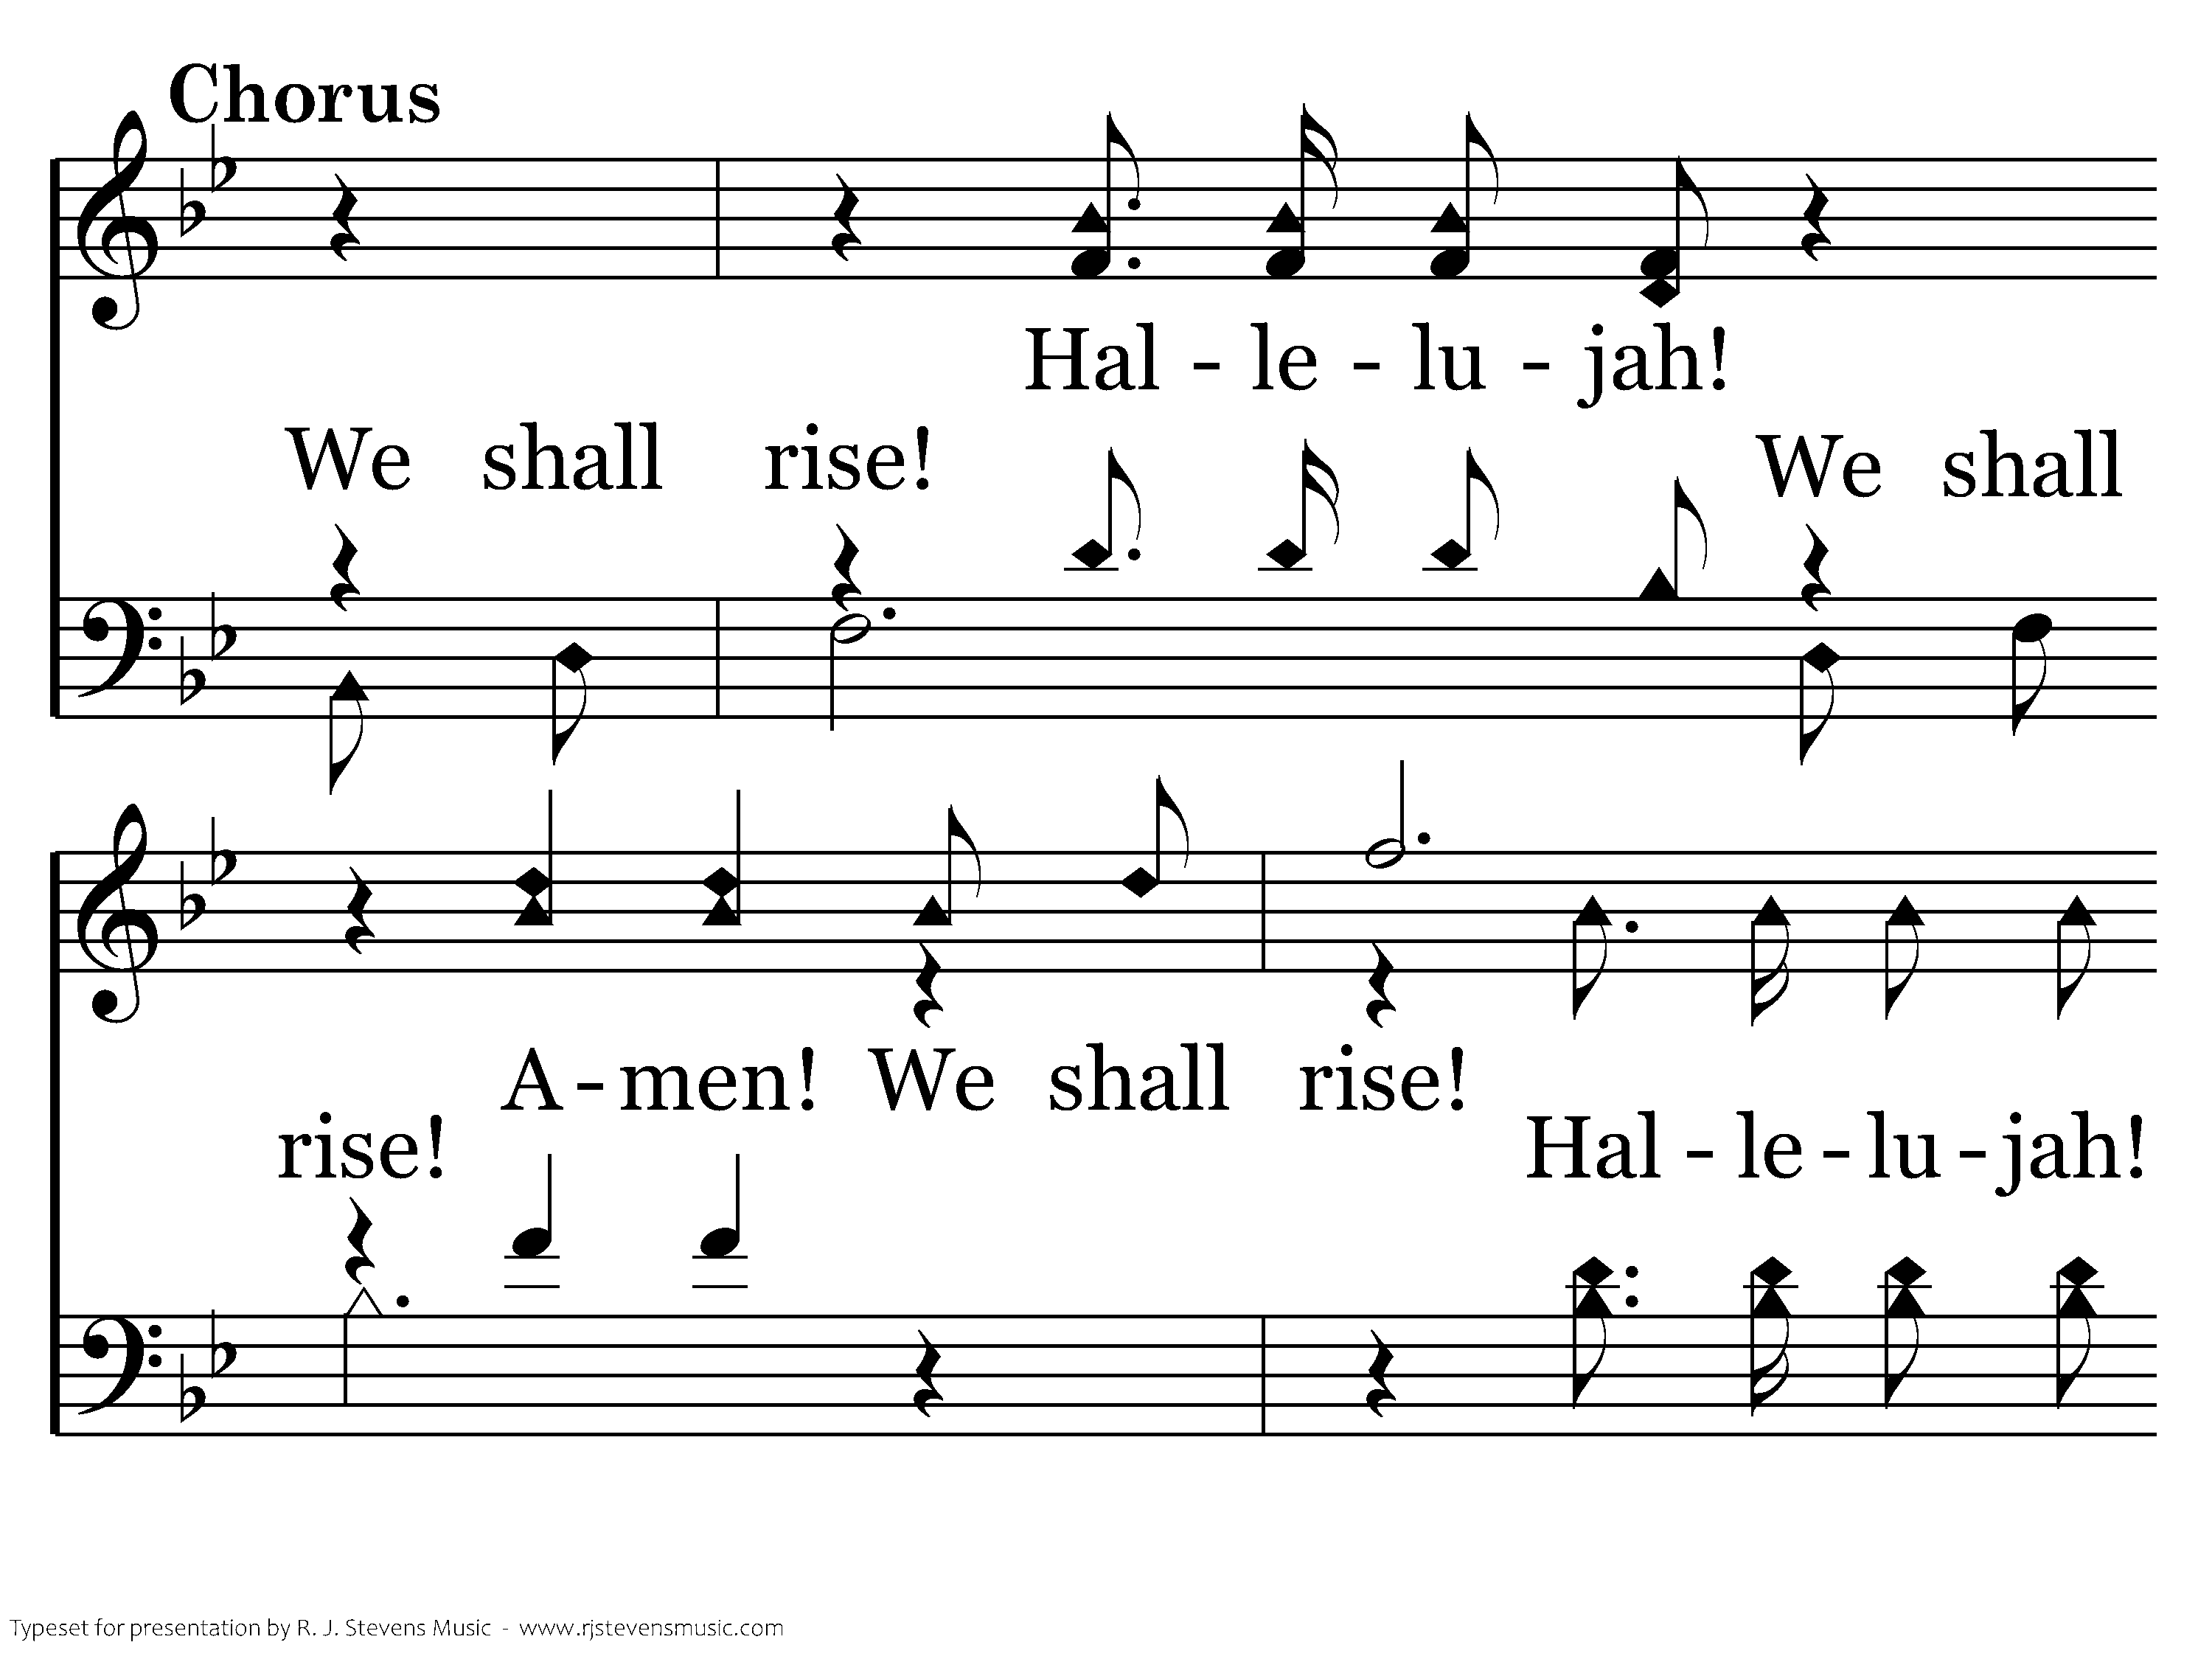 Chorus
Hal - le - lu - jah!
We shall rise! We shall
A - men! We shall rise!
rise! Hal - le - lu - jah!
Typeset for presentation by R. J. Stevens Music - www.rjstevensmusic.com